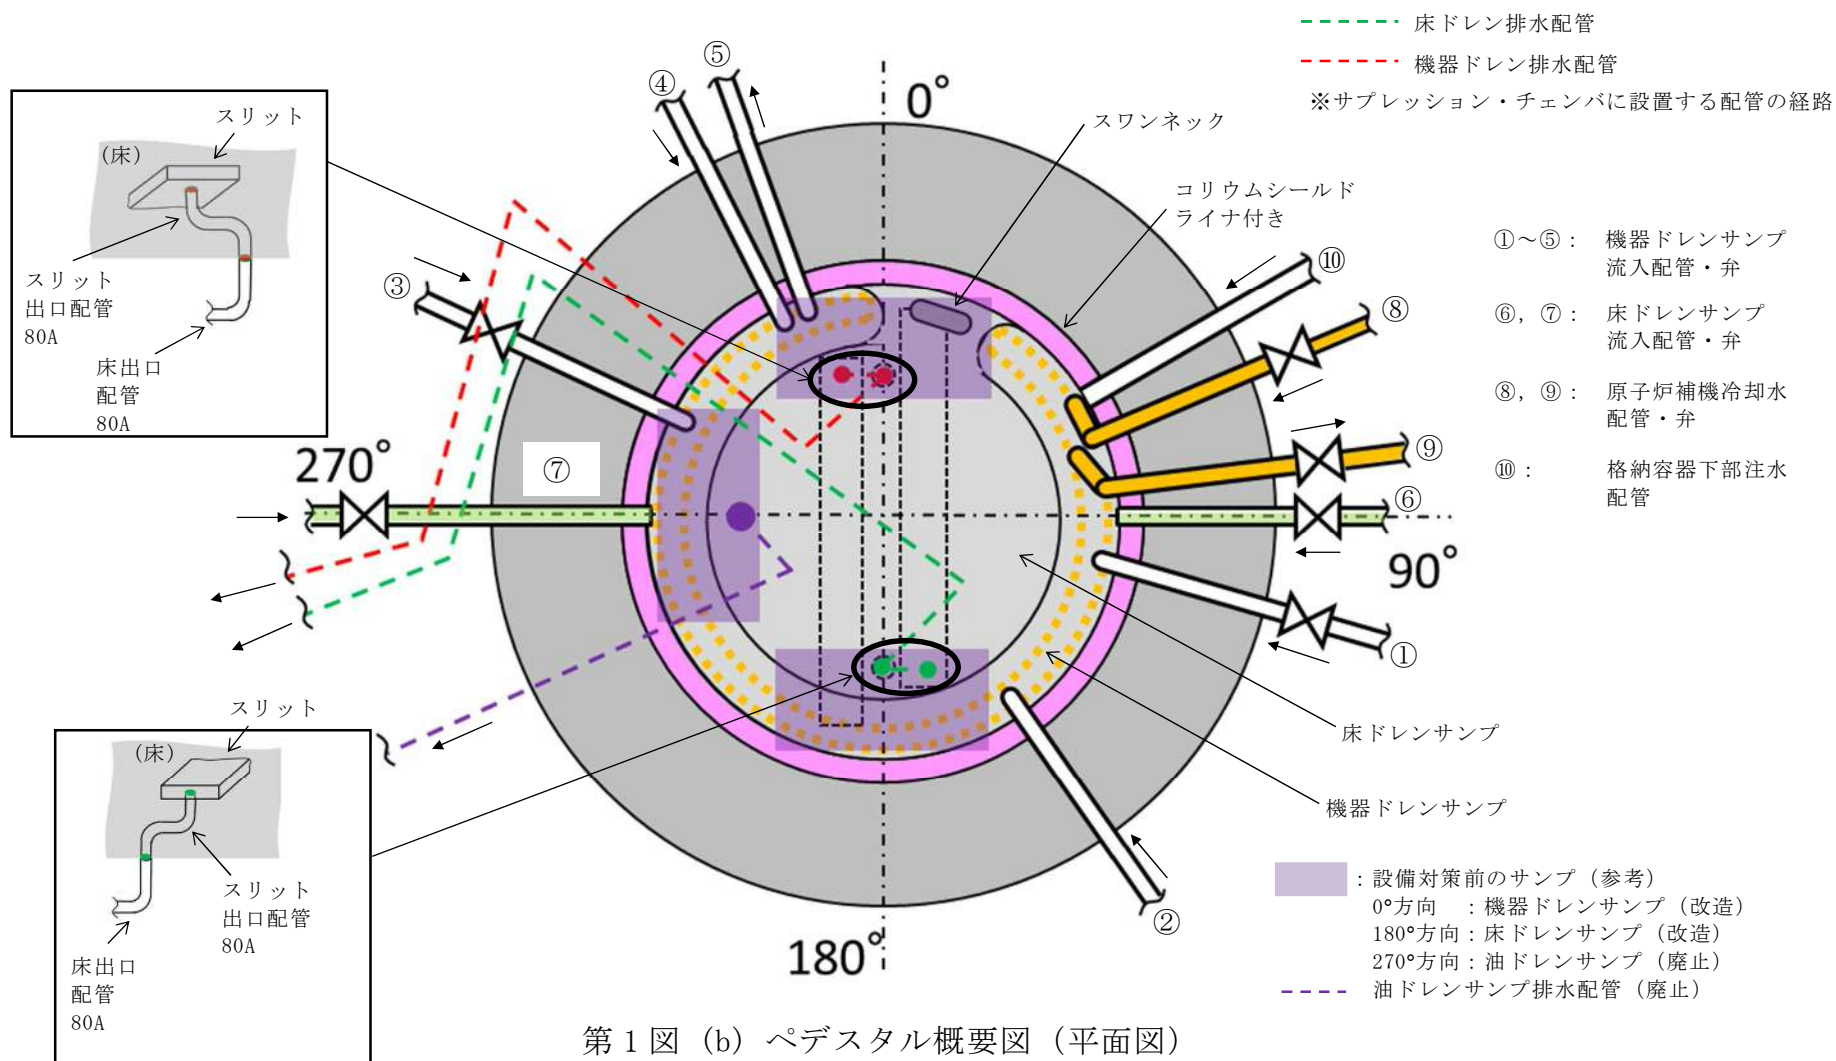 床ドレン排水配管
機器ドレン排水配管
※サプレッション・チェンバに設置する配管の経路
⑤
④
0°
スワンネック
コリウムシールド
ライナ付き
⑩
③
⑧
⑨
⑥
90°
①
②
180°
270°
⑦
スリット
(床)
スリット
出口配管
80A
床出口
配管
80A
①～⑤： 機器ドレンサンプ
流入配管・弁
⑥，⑦： 床ドレンサンプ
流入配管・弁
⑧，⑨： 原子炉補機冷却水
配管・弁
⑩： 格納容器下部注水
配管
床ドレンサンプ
機器ドレンサンプ
スリット
(床)
スリット
出口配管
80A
床出口
配管
80A
：設備対策前のサンプ（参考）
0°方向 ：機器ドレンサンプ（改造）
180°方向：床ドレンサンプ（改造）
270°方向：油ドレンサンプ（廃止）
油ドレンサンプ排水配管（廃止）
第１図（b）ペデスタル概要図（平面図）